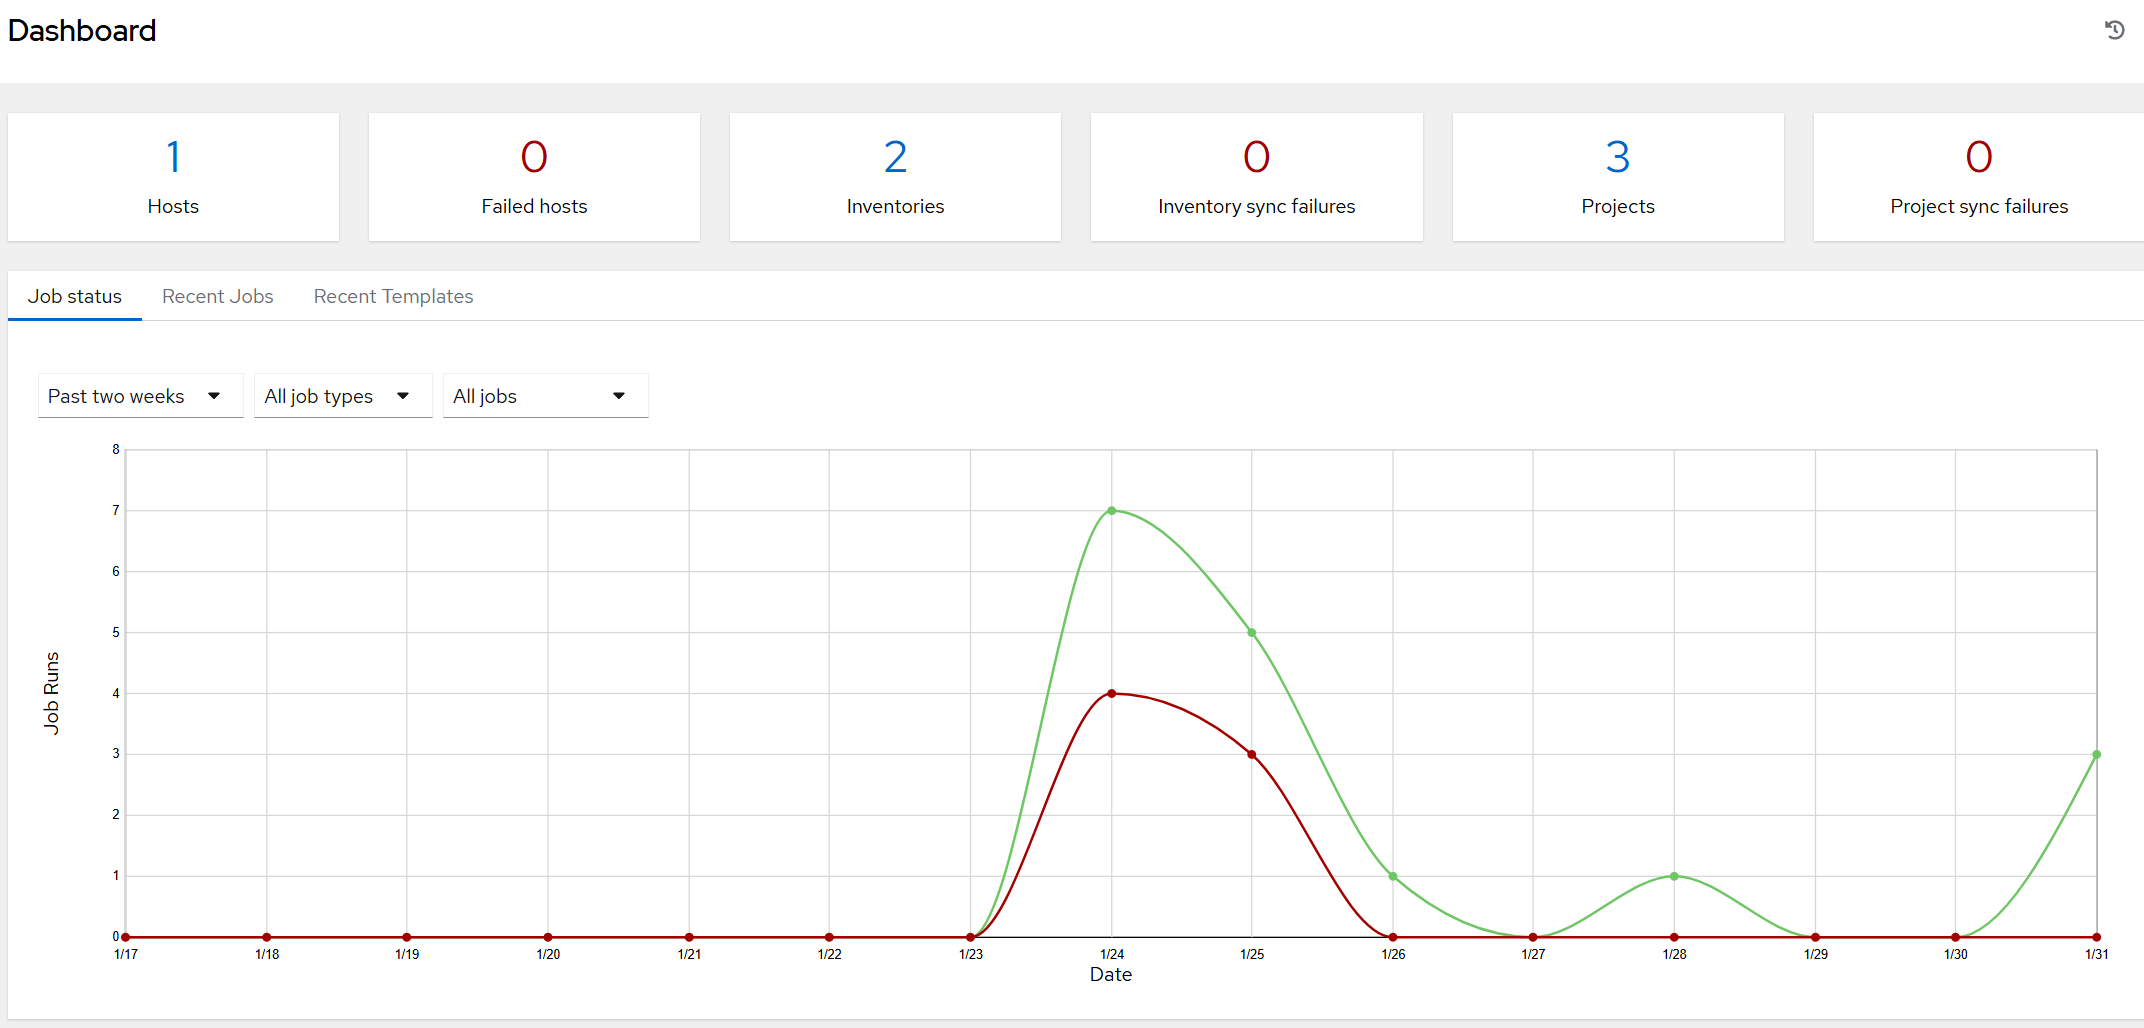 Dashboard
1
Hosts
0
Failed hosts
2
Inventories
0
Inventory sync failures
3
Projects
0
Project sync failures
Job status Recent Jobs Recent Templates
Past two weeks All job types All jobs
8
7
6
5
4
3
2
1
0
Job Runs
1/17 1/18 1/19 1/20 1/21 1/22 1/23 1/24 1/25 1/26 1/27 1/28 1/29 1/30 1/31
Date